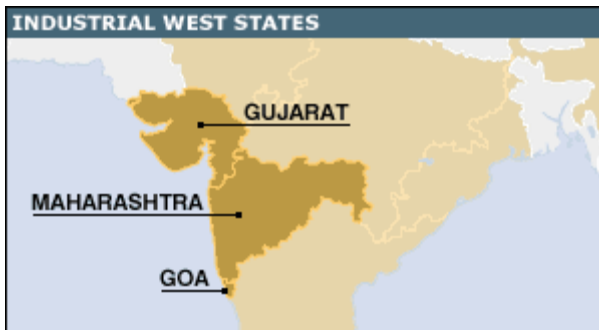 INDUSTRIAL WEST STATES
GUJARAT
MAHARASHTRA
GOA